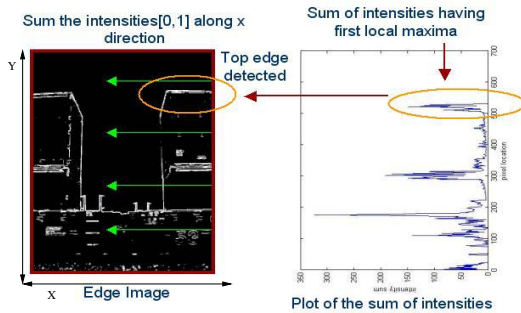 Sum the intensities[0,1] along x
direction
Sum of intensities having
first local maxima
Top edge
detected
Y
X
Edge Image
700
600
500
400
300
200
100
0
pixel location
350
300
250
200
150
100
50
0
intensity sum
Plot of the sum of intensities